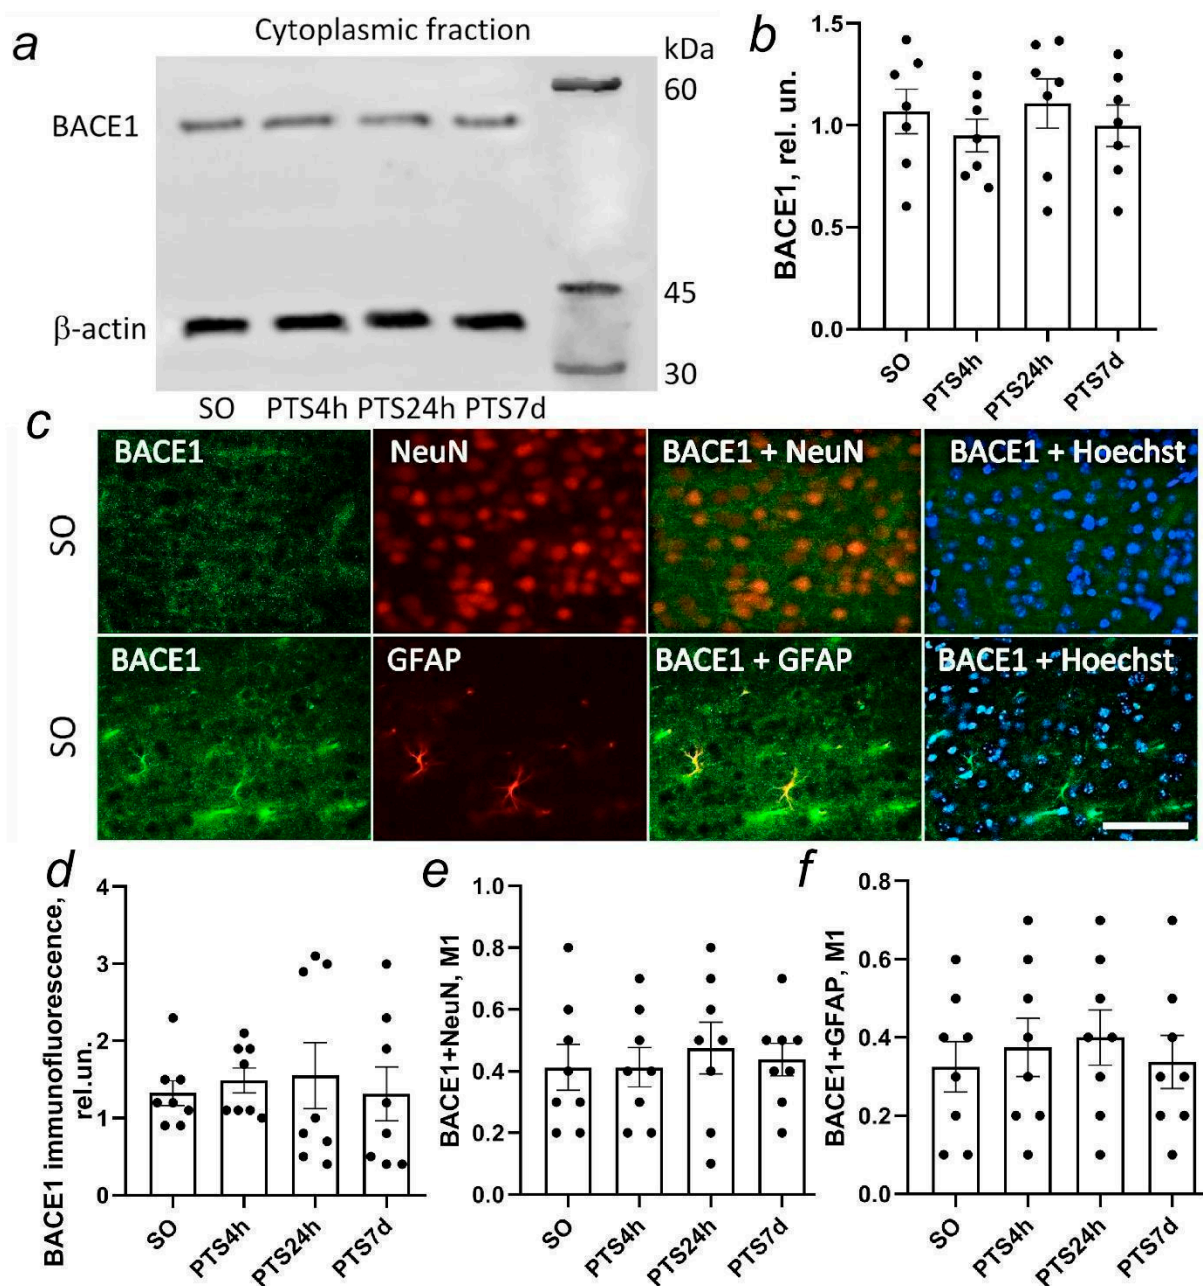 a
Cytoplasmic fraction
kDa
BACE1
60
45
β-actin
30
SO PTS4h PTS24h PTS7d
b
BACE1, rel. un.
1.5
1.0
0.5
0.0
SO
PTS4h
PTS24h
PTS7d
c
SO
BACE1
NeuN
BACE1 + NeuN
BACE1 + Hoechst
SO
BACE1
GFAP
BACE1 + GFAP
BACE1 + Hoechst
d
BACE1 immunofluorescence,
rel.un.
4
3
2
1
0
SO
PTS4h
PTS24h
PTS7d
e
BACE1+NeuN, M1
1.0
0.8
0.6
0.4
0.2
0.0
SO
PTS4h
PTS24h
PTS7d
f
BACE1+GFAP, M1
0.8
0.6
0.4
0.2
0.0
SO
PTS4h
PTS24h
PTS7d